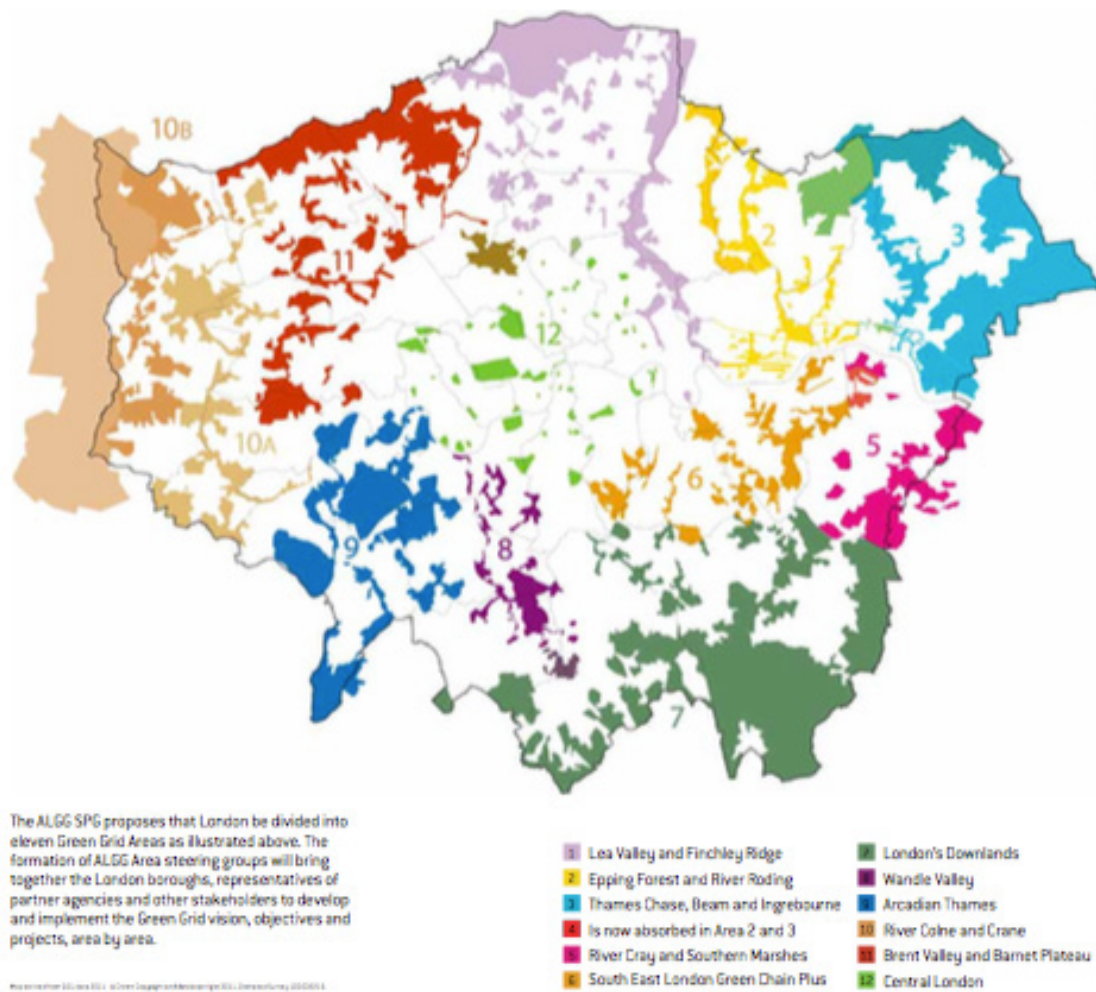 10B
1
2
3
11
12
10A
5
6
9
8
7
The ALGG SPG proposes that London be divided into
eleven Green Grid Areas as illustrated above. The
formation of ALGG Area steering groups will bring
together the London boroughs, representatives of
partner agencies and other stakeholders to develop
and implement the Green Grid vision, objectives and
projects, area by area.
1 Lea Valley and Finchley Ridge
2 Epping Forest and River Roding
3 Thames Chase, Beam and Ingrebourne
4 Is now absorbed in Area 2 and 3
5 River Cray and Southern Marshes
6 South East London Green Chain Plus
7 London's Downlands
8 Wandle Valley
9 Arcadian Thames
10 River Colne and Crane
11 Brent Valley and Barnet Plateau
12 Central London